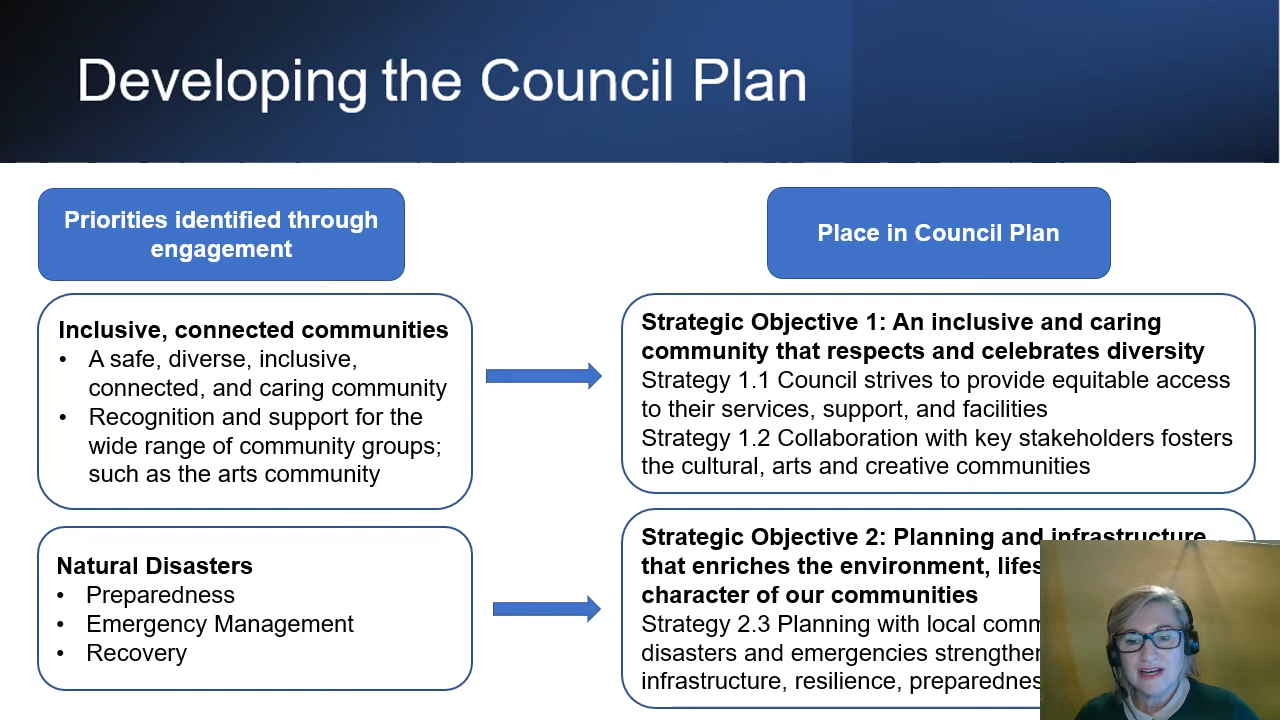 Developing the Council Plan
Priorities identified through
engagement
Place in Council Plan
Inclusive, connected communities
• A safe, diverse, inclusive,
connected, and caring community
• Recognition and support for the
wide range of community groups;
such as the arts community
Strategic Objective 1: An inclusive and caring
community that respects and celebrates diversity
Strategy 1.1 Council strives to provide equitable access
to their services, support, and facilities
Strategy 1.2 Collaboration with key stakeholders fosters
the cultural, arts and creative communities
Natural Disasters
• Preparedness
• Emergency Management
• Recovery
Strategic Objective 2: Planning and infrastructure
that enriches the environment,
character of our communities
Strategy 2.3 Planning with local
disasters and emergencies
infrastructure, resilience,